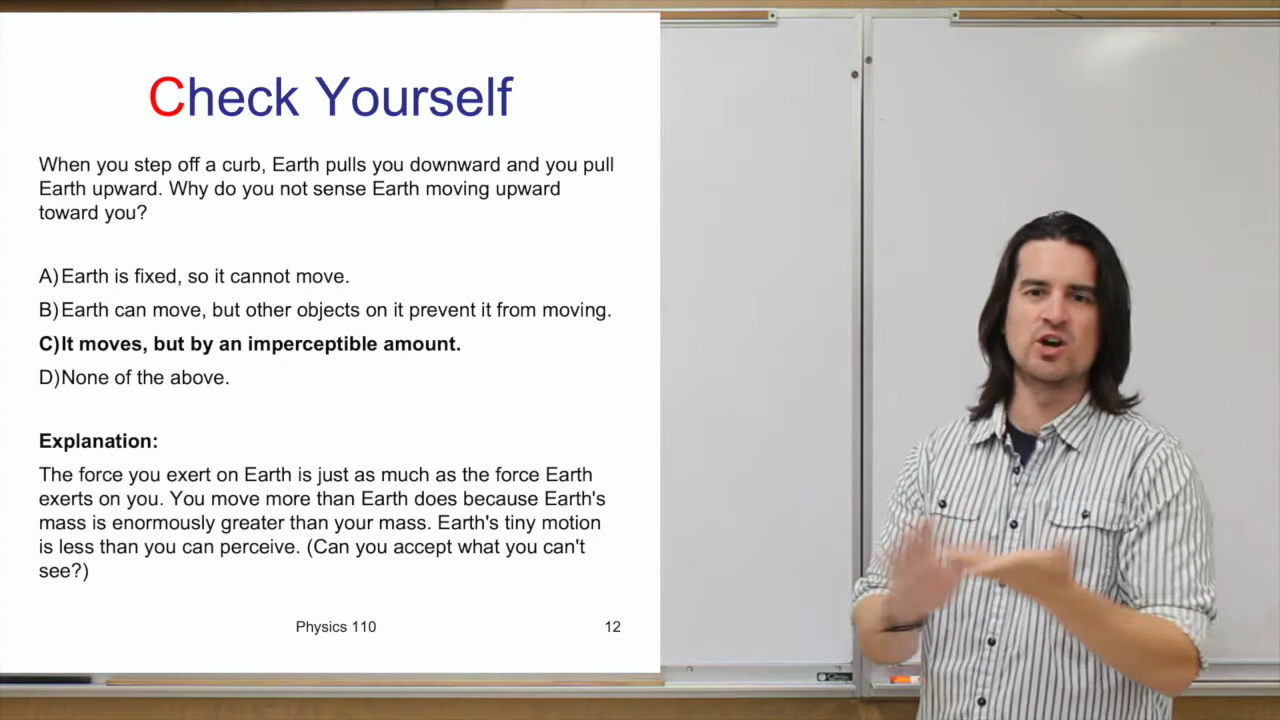 Check Yourself
When you step off a curb, Earth pulls you downward and you pull
Earth upward. Why do you not sense Earth moving upward
toward you?
A) Earth is fixed, so it cannot move.
B) Earth can move, but other objects on it prevent it from moving.
C) It moves, but by an imperceptible amount.
D) None of the above.
Explanation:
The force you exert on Earth is just as much as the force Earth
exerts on you. You move more than Earth does because Earth's
mass is enormously greater than your mass. Earth's tiny motion
is less than you can perceive. (Can you accept what you can't
see?)
Physics 110
12